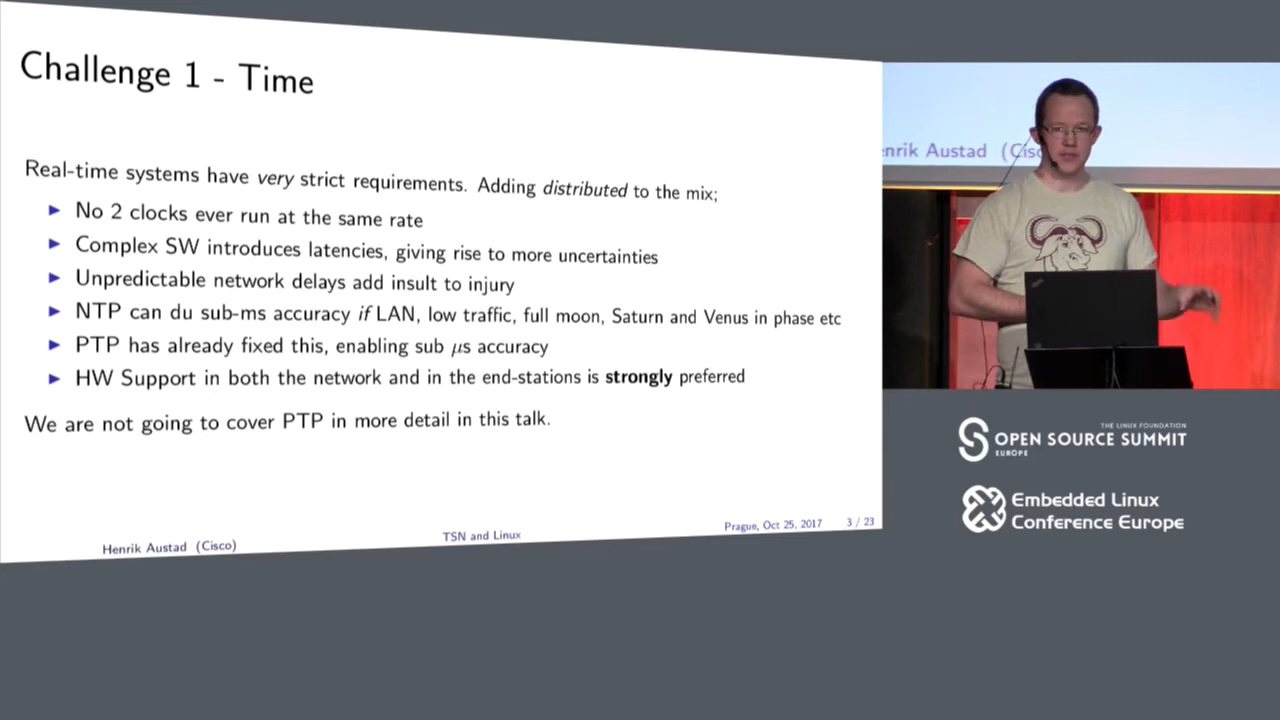 Challenge 1 - Time
Real-time systems have very strict requirements. Adding distributed to the mix;
No 2 clocks ever run at the same rate
Complex SW introduces latencies, giving rise to more uncertainties
Unpredictable network delays add insult to injury
NTP can du sub-ms accuracy if LAN, low traffic, full moon, Saturn and Venus in phase etc
PTP has already fixed this, enabling sub μs accuracy
HW Support in both the network and in the end-stations is strongly preferred
We are not going to cover PTP in more detail in this talk.
Henrik Austad (Cisco)
TSN and Linux
Prague, Oct 25, 2017
3 / 23
nrik Austad (Cisc
THE LINUX FOUNDATION
OPEN SOURCE SUMMIT
EUROPE
Embedded Linux
Conference Europe